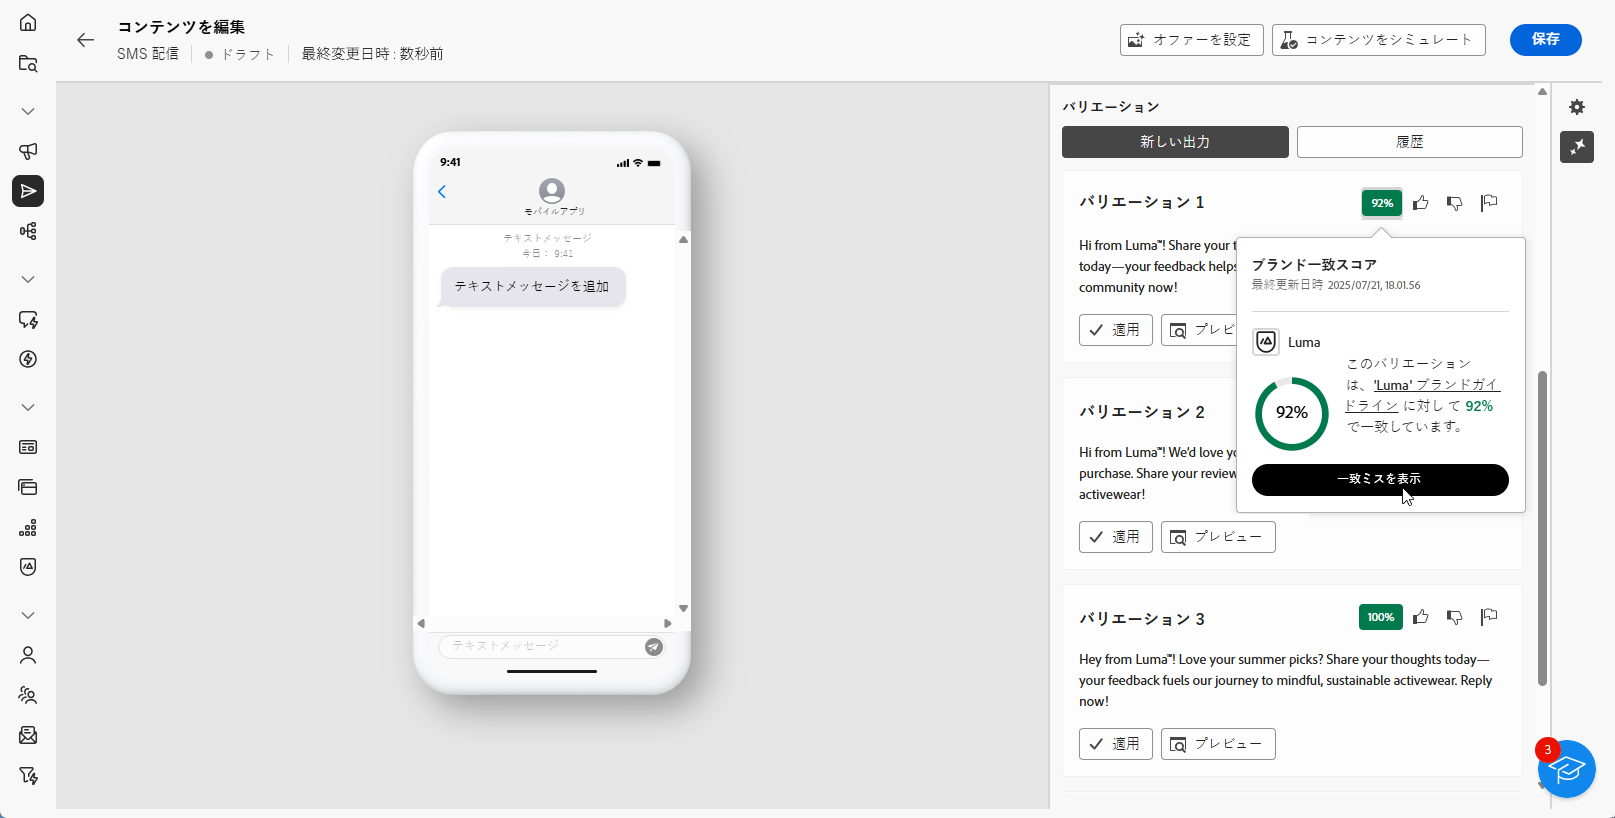 コンテンツを編集
SMS 配信
ドラフト
最終変更日時 : 数秒前
オファーを設定
コンテンツをシミュレート
保存
9:41
モバイルアプリ
テキストメッセージ
今日： 9:41
テキストメッセージを追加
テキストメッセージ
バリエーション
新しい出力
履歴
バリエーション 1
92%
Hi from Luma™! Share your
today—your feedback helps
community now!
適用
プレビ
ブランド一致スコア
最終更新日時 2025/07/21, 18.01.56
Luma
92%
このバリエーション
は、'Luma' ブランドガイ
ドライン に対し て 92%
で一致しています。
一致ミスを表示
バリエーション 2
Hi from Luma™! We'd love
purchase. Share your review
activewear!
適用
プレビュー
バリエーション 3
100%
Hey from Luma™! Love your summer picks? Share your thoughts today—
your feedback fuels our journey to mindful, sustainable activewear. Reply
now!
適用
プレビュー
3